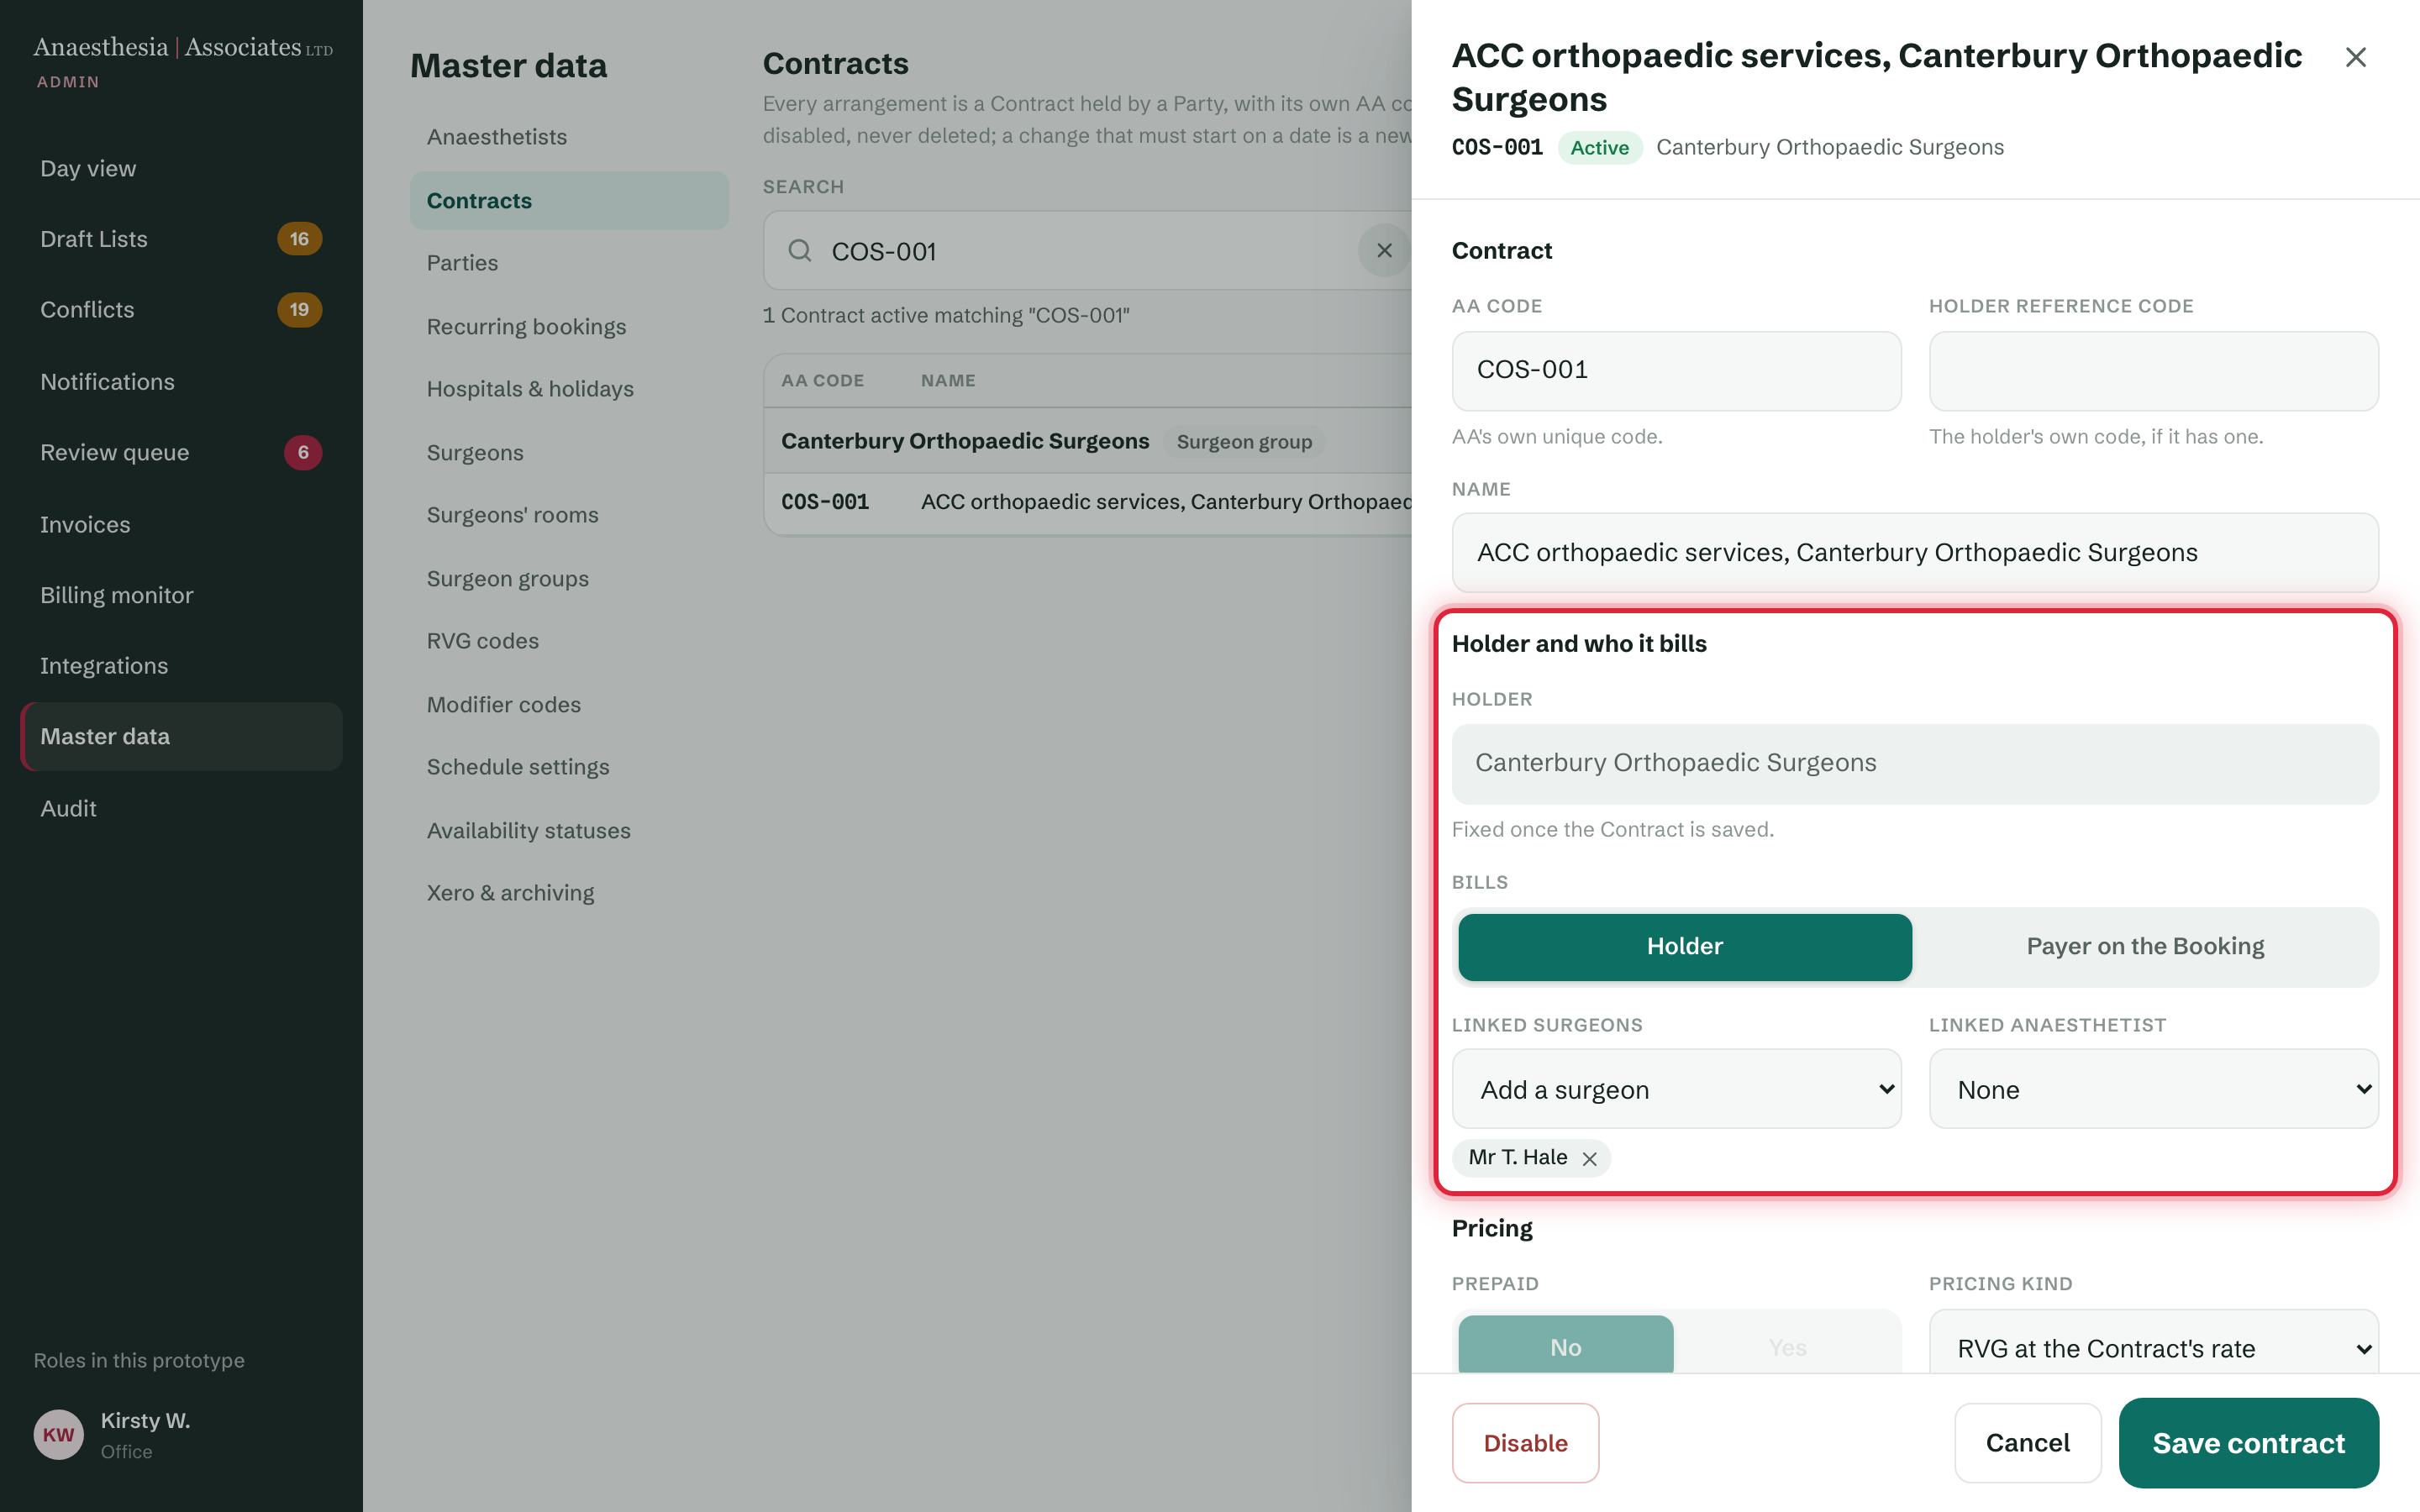 Anaesthesia | Associates LTD
ADMIN
Day view
Draft Lists 16
Conflicts 19
Notifications
Review queue 6
Invoices
Billing monitor
Integrations
Master data
Audit
Roles in this prototype
KW
Kirsty W.
Office
Master data
Anaesthetists
Contracts
Parties
Recurring bookings
Hospitals & holidays
Surgeons
Surgeons' rooms
Surgeon groups
RVG codes
Modifier codes
Schedule settings
Availability statuses
Xero & archiving
Contracts
Every arrangement is a Contract held by a Party, with its own AA co
disabled, never deleted; a change that must start on a date is a new
SEARCH
COS-001
1 Contract active matching "COS-001"
AA CODE NAME
Canterbury Orthopaedic Surgeons Surgeon group
COS-001 ACC orthopaedic services, Canterbury Orthopaed
ACC orthopaedic services, Canterbury Orthopaedic
Surgeons
COS-001 Active Canterbury Orthopaedic Surgeons
Contract
AA CODE HOLDER REFERENCE CODE
COS-001
AA's own unique code. The holder's own code, if it has one.
NAME
ACC orthopaedic services, Canterbury Orthopaedic Surgeons
Holder and who it bills
HOLDER
Canterbury Orthopaedic Surgeons
Fixed once the Contract is saved.
BILLS
Holder Payer on the Booking
LINKED SURGEONS LINKED ANAESTHETIST
Add a surgeon None
Mr T. Hale
Pricing
PREPAID PRICING KIND
No Yes RVG at the Contract's rate
Disable Cancel Save contract